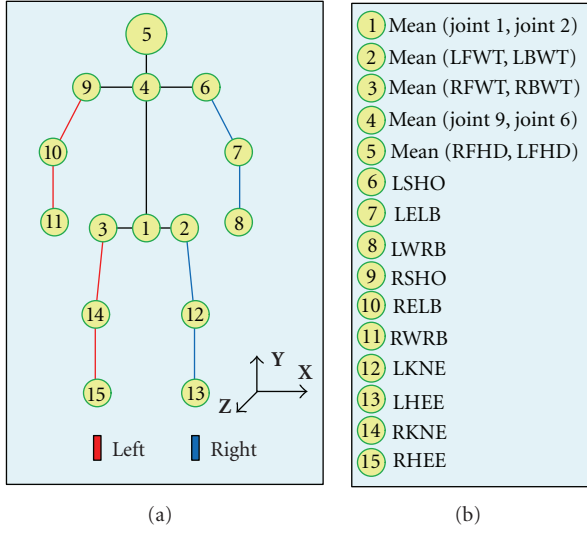 5
9
4
6
10
7
11
8
3
1
2
14
12
15
13
Y
X
Z
Left
Right
(a)
1 Mean (joint 1, joint 2)
2 Mean (LFWT, LBWT)
3 Mean (RFWT, RBWT)
4 Mean (joint 9, joint 6)
5 Mean (RFHD, LFHD)
6 LSHO
7 LELB
8 LWRB
9 RSHO
10 RELB
11 RWRB
12 LKNE
13 LHEE
14 RKNE
15 RHEE
(b)